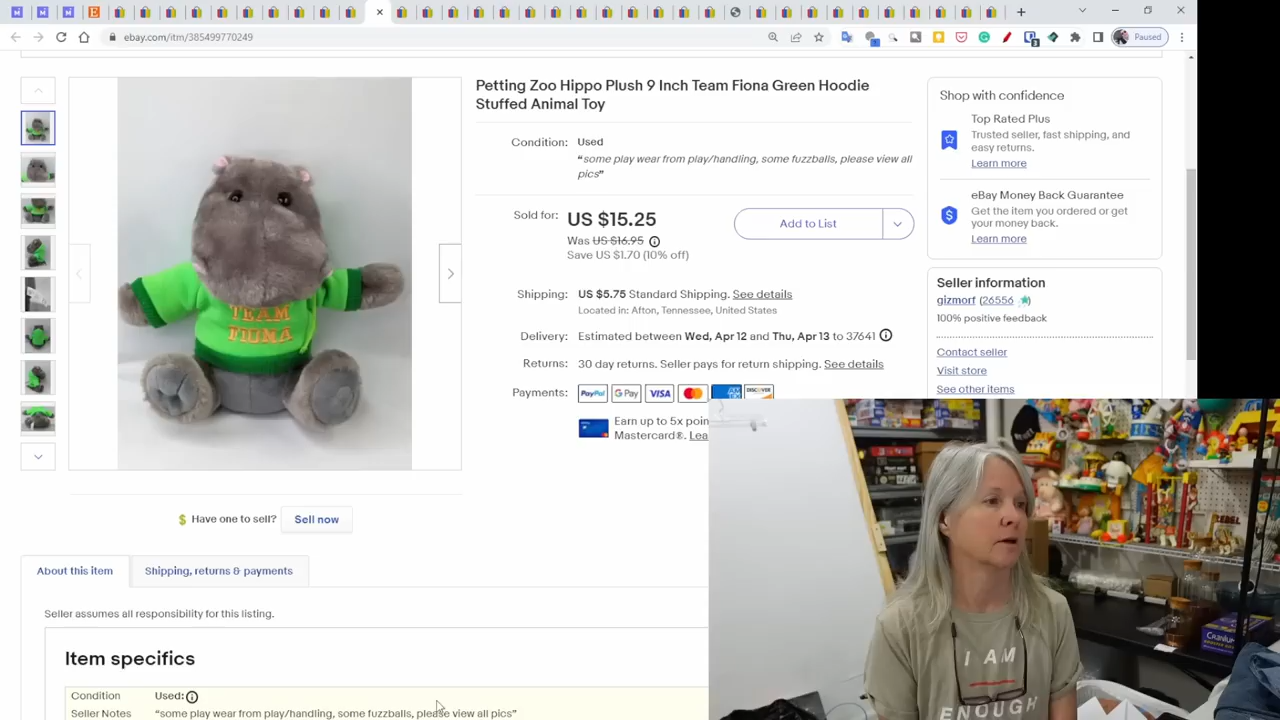 Paused
ebay.com/itm/385499770249
Petting Zoo Hippo Plush 9 Inch Team Fiona Green Hoodie
Stuffed Animal Toy
Condition: Used
“some play wear from play/handling, some fuzzballs, please view all
pics”
Sold for: US $15.25
Was US $16.95
Save US $1.70 (10% off)
Add to List
Shipping: US $5.75 Standard Shipping. See details
Located in: Afton, Tennessee, United States
Delivery: Estimated between Wed, Apr 12 and Thu, Apr 13 to 37641
Returns: 30 day returns. Seller pays for return shipping. See details
Payments: PayPal G Pay VISA DISCOVER
Earn up to 5x poin
Mastercard®. Lea
Shop with confidence
Top Rated Plus
Trusted seller, fast shipping, and
easy returns.
Learn more
eBay Money Back Guarantee
Get the item you ordered or get
your money back.
Learn more
Seller information
gizmorf (26556)
100% positive feedback
Contact seller
Visit store
See other items
TEAM
FIONA
$ Have one to sell? Sell now
About this item
Shipping, returns & payments
Seller assumes all responsibility for this listing.
Item specifics
Condition Used:
Seller Notes “some play wear from play/handling, some fuzzballs, please view all pics”
I AM
ENOUGH
REBEL
CRANIUM